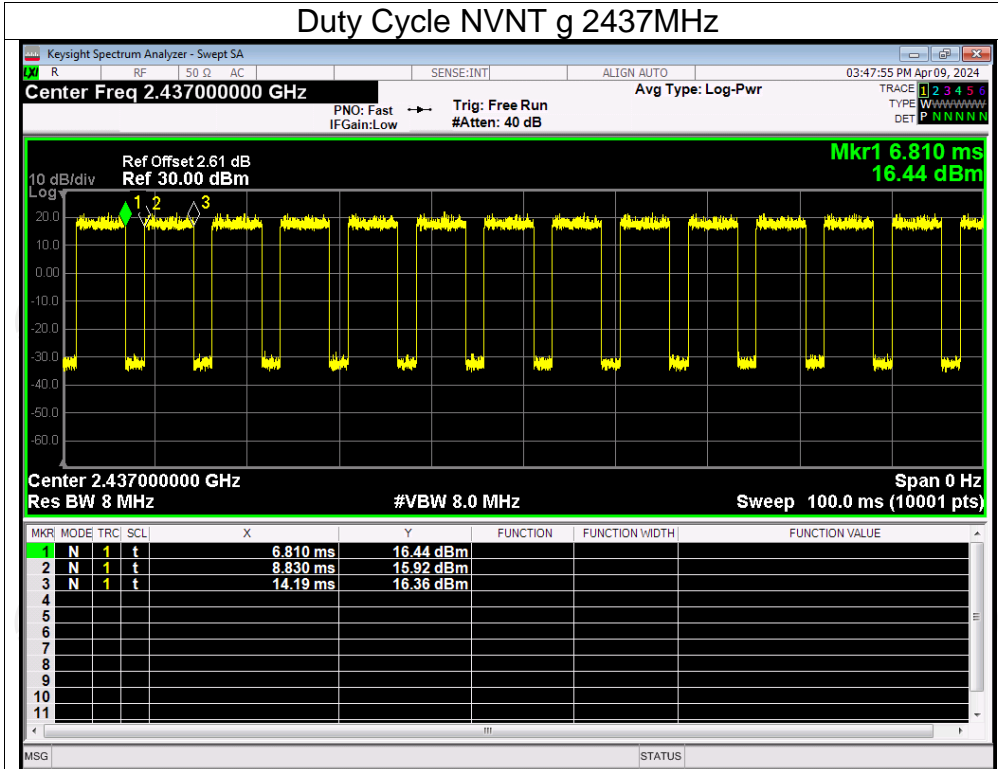 Duty Cycle NVNT g 2437MHz
Keysight Spectrum Analyzer - Swept SA
LXI R RF 50 Ω AC SENSE:INT ALIGN AUTO 03:47:55 PM Apr 09, 2024
Center Freq 2.437000000 GHz Avg Type: Log-Pwr TRACE 1 2 3 4 5 6
PNO: Fast Trig: Free Run TYPE WWWWWW
IFGain:Low #Atten: 40 dB DET P N N N N N
Mkr1 6.810 ms
Ref Offset 2.61 dB
10 dB/div Ref 30.00 dBm 16.44 dBm
Log
1 2 3
20.0
10.0
0.00
-10.0
-20.0
-30.0
-40.0
-50.0
-60.0
Center 2.437000000 GHz Span 0 Hz
Res BW 8 MHz #VBW 8.0 MHz Sweep 100.0 ms (10001 pts)
MKR MODE TRC SCL X Y FUNCTION FUNCTION WIDTH FUNCTION VALUE
1 N 1 t 6.810 ms 16.44 dBm
2 N 1 t 8.830 ms 15.92 dBm
3 N 1 t 14.19 ms 16.36 dBm
4
5
6
7
8
9
10
11
MSG STATUS